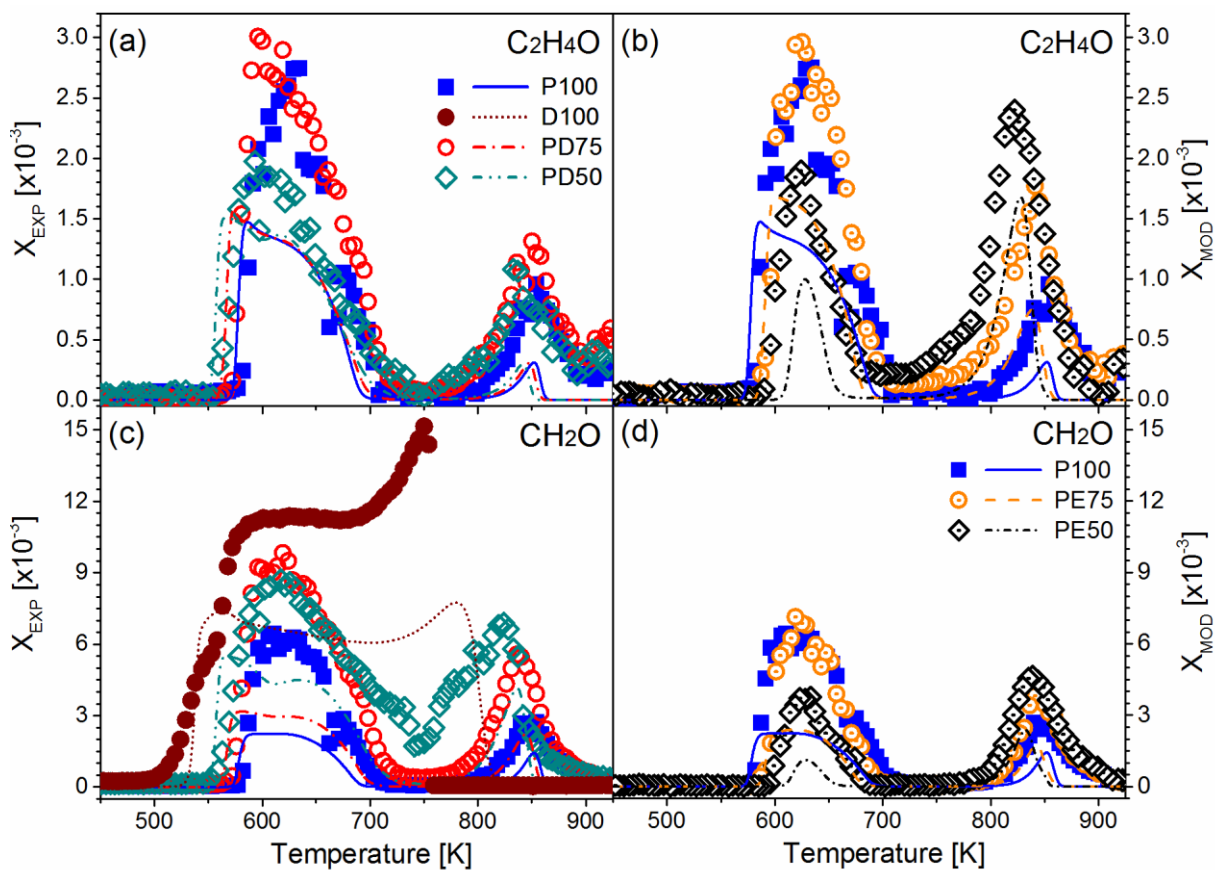 (a)
C₂H₄O
(b)
C₂H₄O
3.0
2.5
2.0
1.5
1.0
0.5
0.0
X_EXP [x10⁻³]
P100
D100
PD75
PD50
3.0
2.5
2.0
1.5
1.0
0.5
0.0
X_MOD [x10⁻³]
(c)
CH₂O
(d)
CH₂O
15
12
9
6
3
0
X_EXP [x10⁻³]
P100
PE75
PE50
15
12
9
6
3
0
X_MOD [x10⁻³]
500
600
700
800
900
Temperature [K]
500
600
700
800
900
Temperature [K]